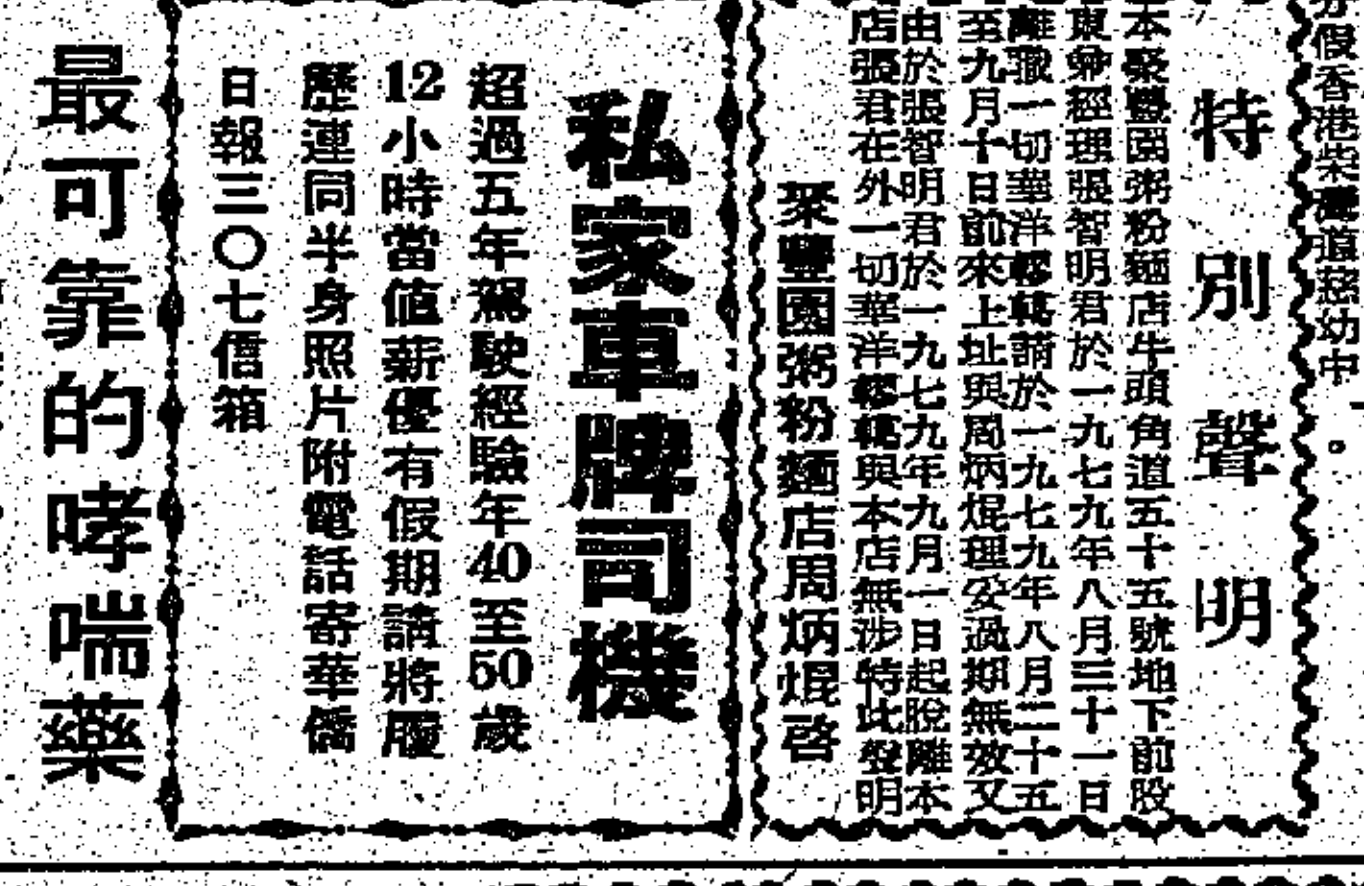 方假香港柴灣道慈幼中
。
特別聲明
本聚豐園粥粉麵店牛頭角道五十五號地下前股
東兼經理張智明君於一九七九年八月三十一日
離職一切華洋轇轕請於一九七九年八月二十五
至九月十日前來上址與周炳焜理妥過期無效又
由於張智明君於一九七九年九月一日起脫離本
店張君在外一切華洋轇轕與本店無涉特此聲明
聚豐園粥粉麵店周炳焜啓
私家車牌司機
超過五年駕駛經驗年40至50歲
12小時當値薪優有假期請將履
歷連同半身照片附電話寄華僑
日報三〇七信箱
最可靠的哮喘藥